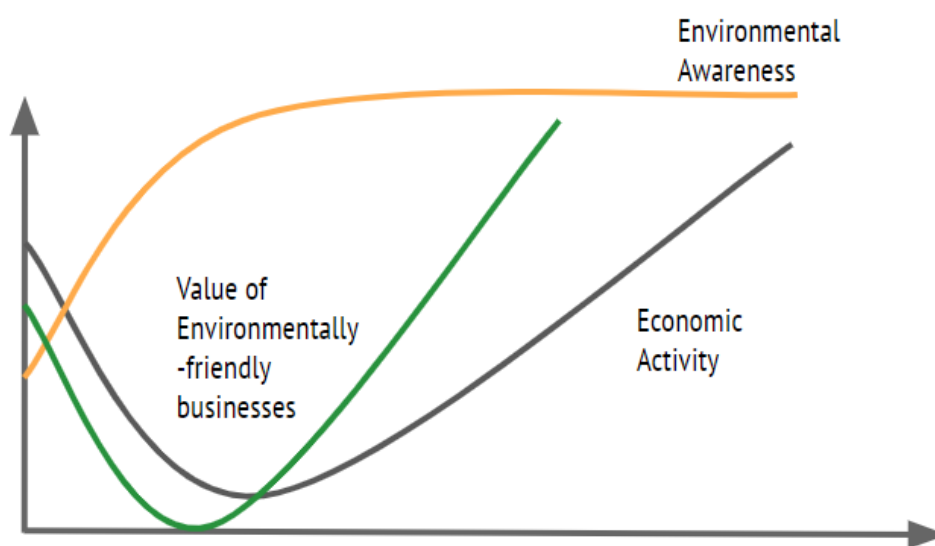 Environmental
Awareness
Value of
Environmentally
-friendly
businesses
Economic
Activity